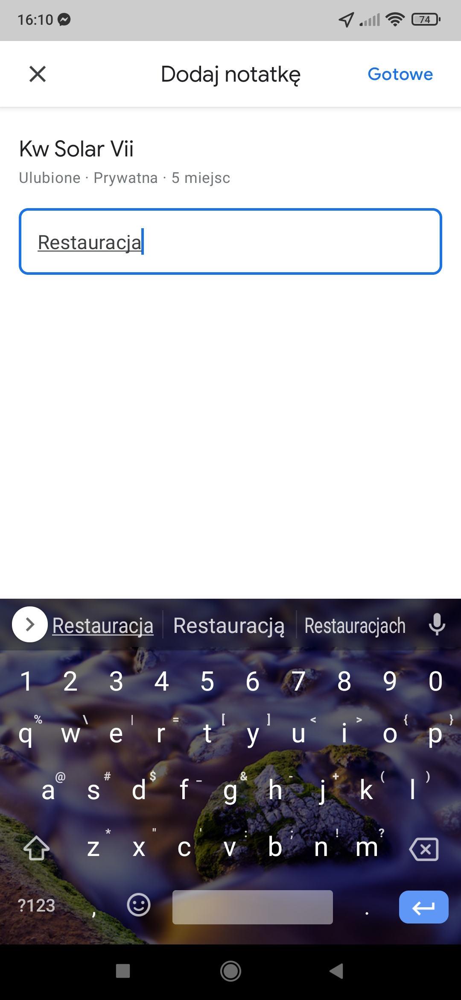 16:10 74
Dodaj notatkę Gotowe
Kw Solar Vii
Ulubione · Prywatna · 5 miejsc
Restauracja
Restauracja Restauracją Restauracjach
1 2 3 4 5 6 7 8 9 0
% \ | = [ ] < > { }
q w e r t y u i o p
@ # $ _ & - + ( )
a s d f g h j k l
* " ' : ; ! ?
z x c v b n m
?123 , .